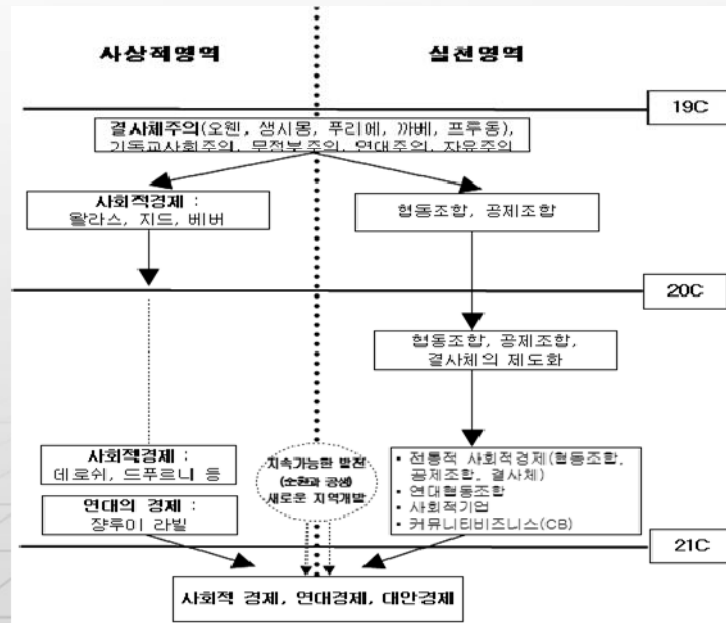 사상적영역
실천영역
19C
결사체주의(오웬, 생시몽, 푸리에, 까베, 프루동),
기독교사회주의, 무정부주의, 연대주의, 자유주의
사회적경제 :
왈라스, 지드, 베버
협동조합, 공제조합
20C
협동조합, 공제조합,
결사체의 제도화
사회적경제 :
데로쉬, 드푸르니 등
연대의 경제 :
쟝루이 라빌
지속가능한 발전
(순환과 공생)
새로운 지역개발
• 전통적 사회적경제(협동조합,
공제조합, 결사체)
• 연대협동조합
• 사회적기업
• 커뮤니티비즈니스(CB)
21C
사회적 경제, 연대경제, 대안경제